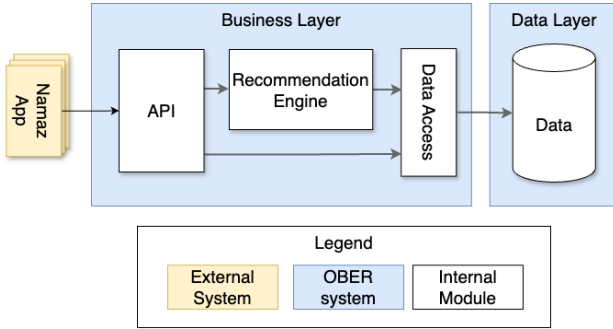 Business Layer
Data Layer
Namaz
App
API
Recommendation
Engine
Data Access
Data
Legend
External
System
OBER
system
Internal
Module